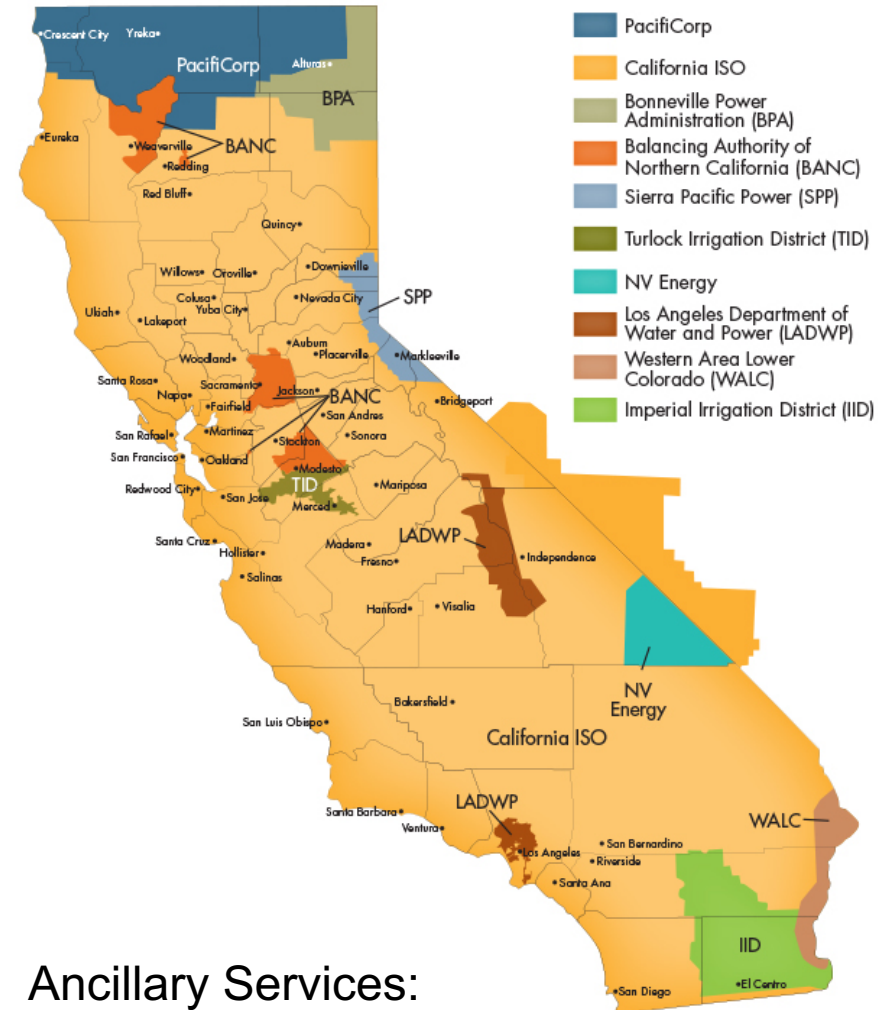 Crescent City
Yreka
PacifiCorp
Alturas
BPA
Eureka
Weaverville
BANC
Redding
Red Bluff
Quincy
Downieville
Willows
Oroville
Colusa
Nevada City
SPP
Yuba City
Ukiah
Lakeport
Auburn
Woodland
Placerville
Markleeville
Santa Rosa
Sacramento
Jackson
BANC
Napa
Fairfield
Bridgeport
San Andres
Martinez
San Rafael
Stockton
Sonora
San Francisco
Oakland
Modesto
TID
Mariposa
Redwood City
San Jose
Merced
Santa Cruz
Madera
LADWP
Hollister
Independence
Fresno
Salinas
Hanford
Visalia
NV
Energy
Bakersfield
San Luis Obispo
California ISO
LADWP
Santa Barbara
Ventura
WALC
San Bernardino
Los Angeles
Riverside
Santa Ana
IID
El Centro
San Diego
PacifiCorp
California ISO
Bonneville Power
Administration (BPA)
Balancing Authority of
Northern California (BANC)
Sierra Pacific Power (SPP)
Turlock Irrigation District (TID)
NV Energy
Los Angeles Department of
Water and Power (LADWP)
Western Area Lower
Colorado (WALC)
Imperial Irrigation District (IID)
Ancillary Services: